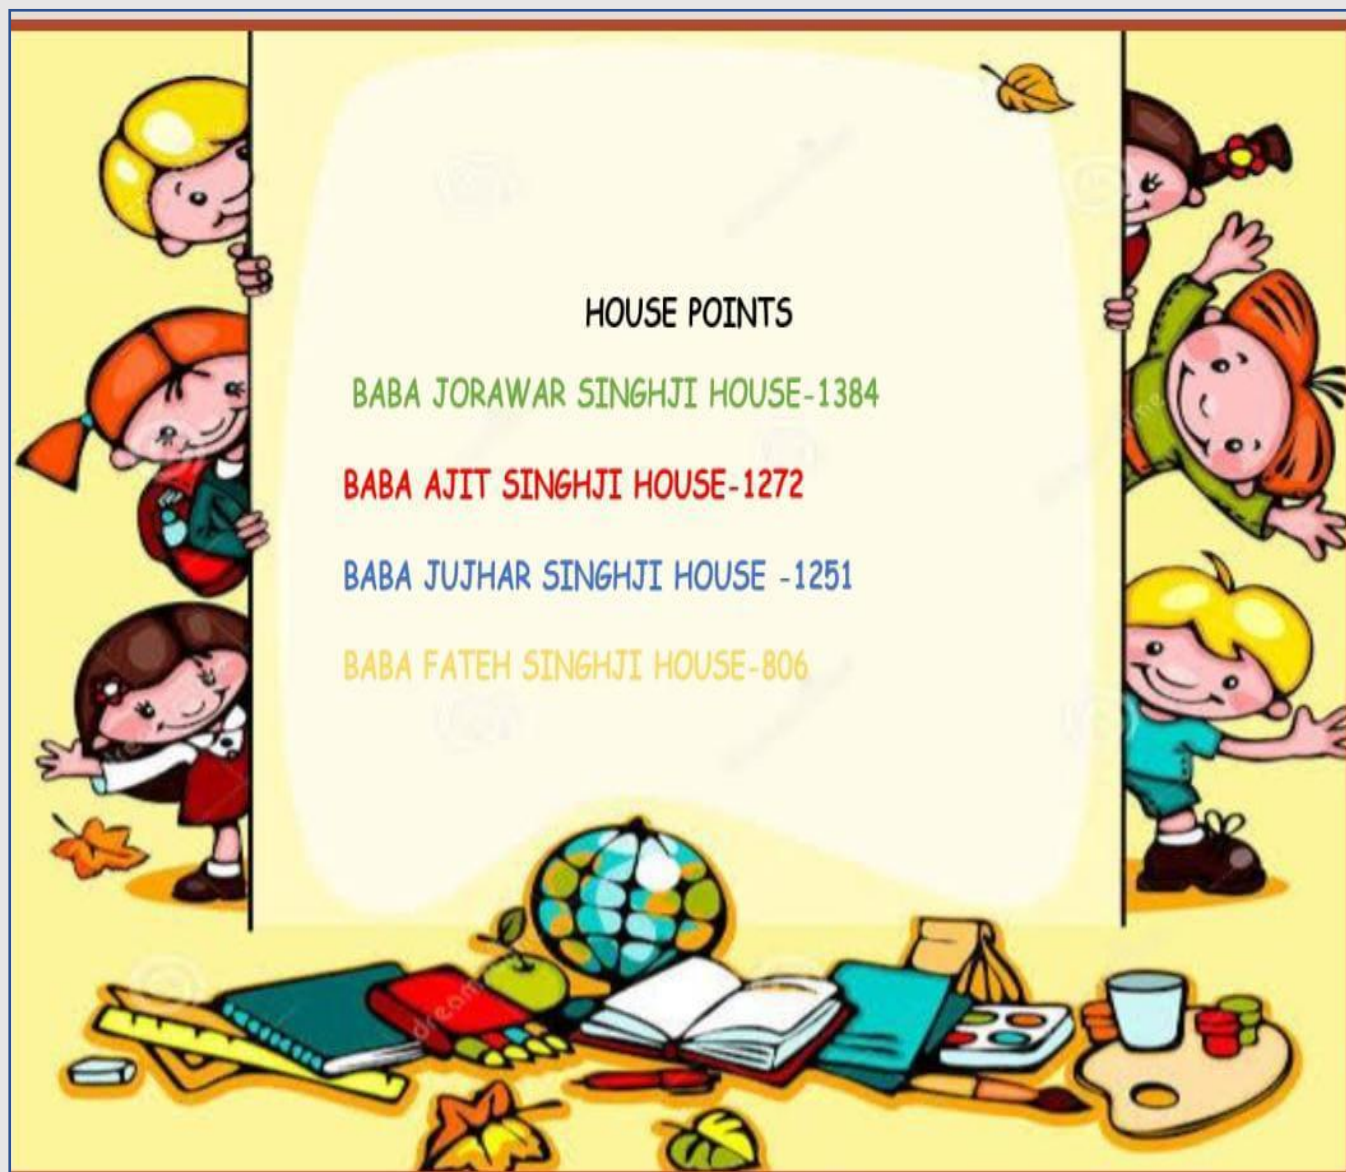 HOUSE POINTS
BABA JORAWAR SINGHJI HOUSE-1384
BABA AJIT SINGHJI HOUSE-1272
BABA JUJHAR SINGHJI HOUSE -1251
BABA FATEH SINGHJI HOUSE-806